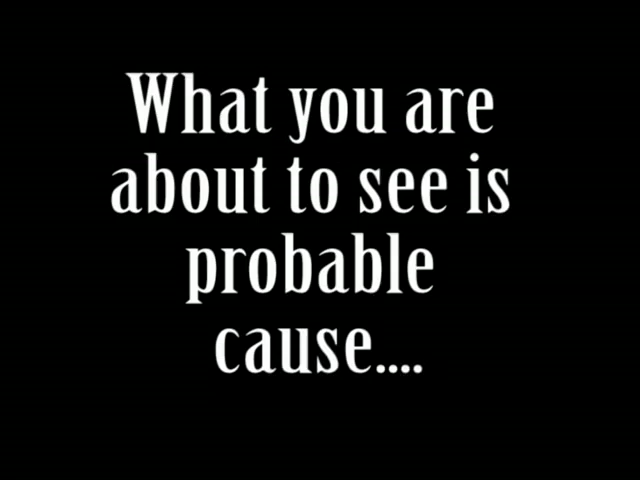 What you are
about to see is
probable
cause....